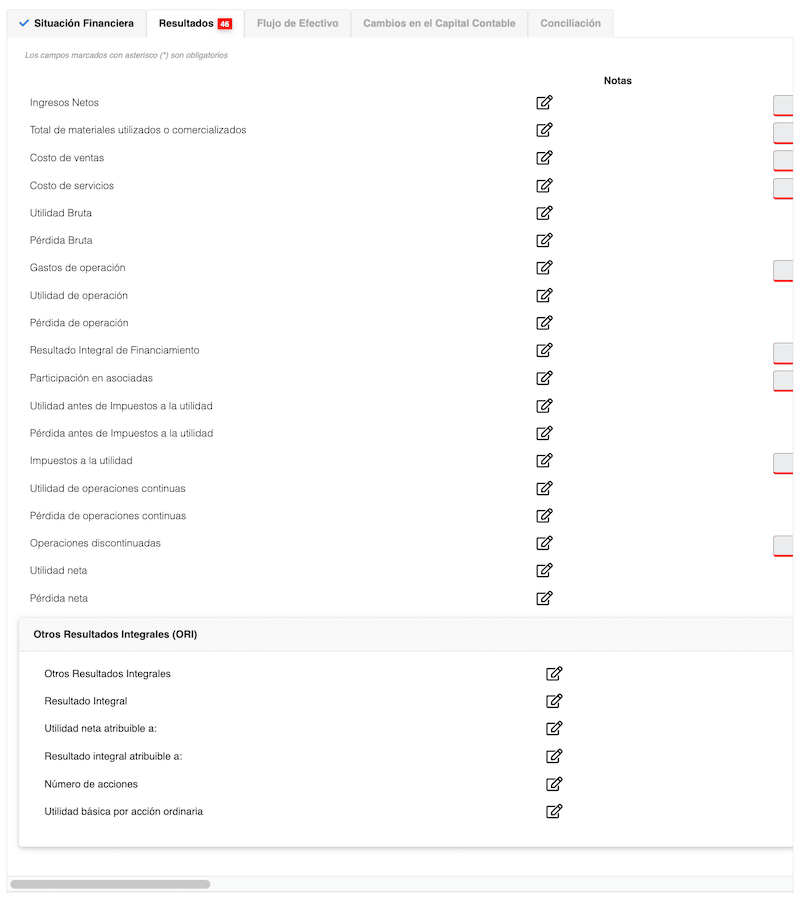 Situación Financiera Resultados 46 Flujo de Efectivo Cambios en el Capital Contable Conciliación
Los campos marcados con asterisco (*) son obligatorios
Notas
Ingresos Netos
Total de materiales utilizados o comercializados
Costo de ventas
Costo de servicios
Utilidad Bruta
Pérdida Bruta
Gastos de operación
Utilidad de operación
Pérdida de operación
Resultado Integral de Financiamiento
Participación en asociadas
Utilidad antes de Impuestos a la utilidad
Pérdida antes de Impuestos a la utilidad
Impuestos a la utilidad
Utilidad de operaciones continuas
Pérdida de operaciones continuas
Operaciones discontinuadas
Utilidad neta
Pérdida neta
Otros Resultados Integrales (ORI)
Otros Resultados Integrales
Resultado Integral
Utilidad neta atribuible a:
Resultado integral atribuible a:
Número de acciones
Utilidad básica por acción ordinaria